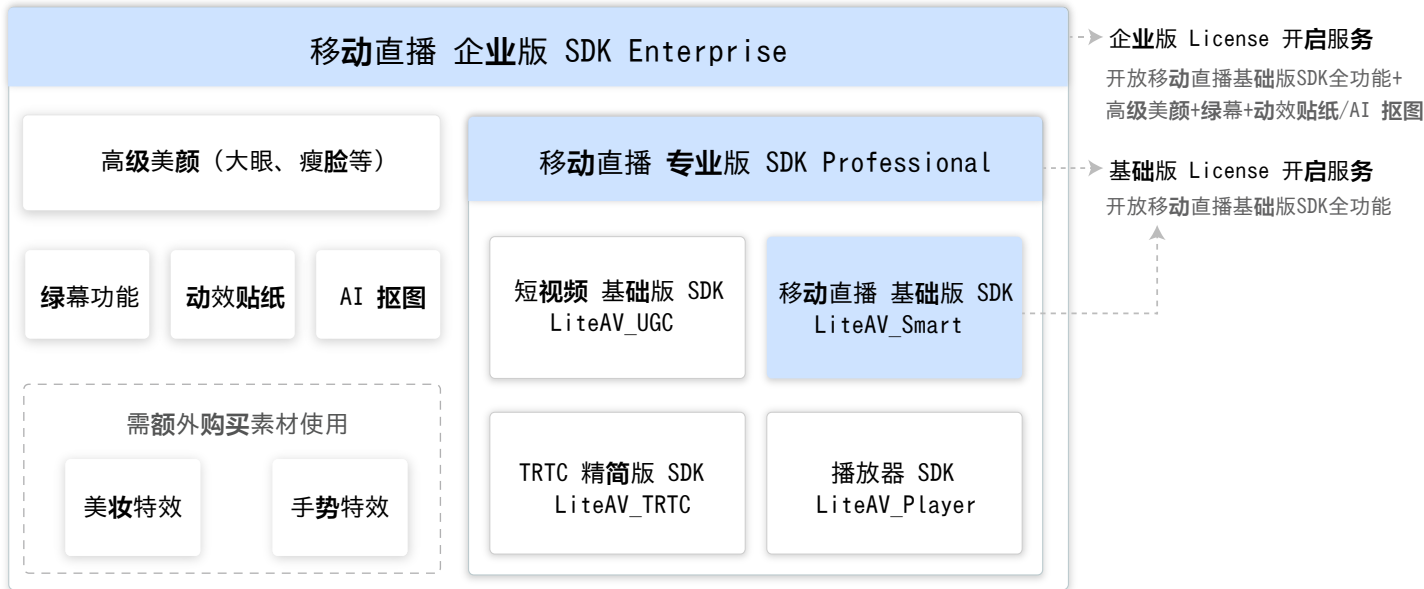 移动直播 企业版 SDK Enterprise
高级美颜（大眼、瘦脸等）
绿幕功能
动效贴纸
AI 抠图
需额外购买素材使用
美妆特效
手势特效
移动直播 专业版 SDK Professional
短视频 基础版 SDK
LiteAV_UGC
移动直播 基础版 SDK
LiteAV_Smart
TRTC 精简版 SDK
LiteAV_TRTC
播放器 SDK
LiteAV_Player
企业版 License 开启服务
开放移动直播基础版SDK全功能+
高级美颜+绿幕+动效贴纸/AI 抠图
基础版 License 开启服务
开放移动直播基础版SDK全功能